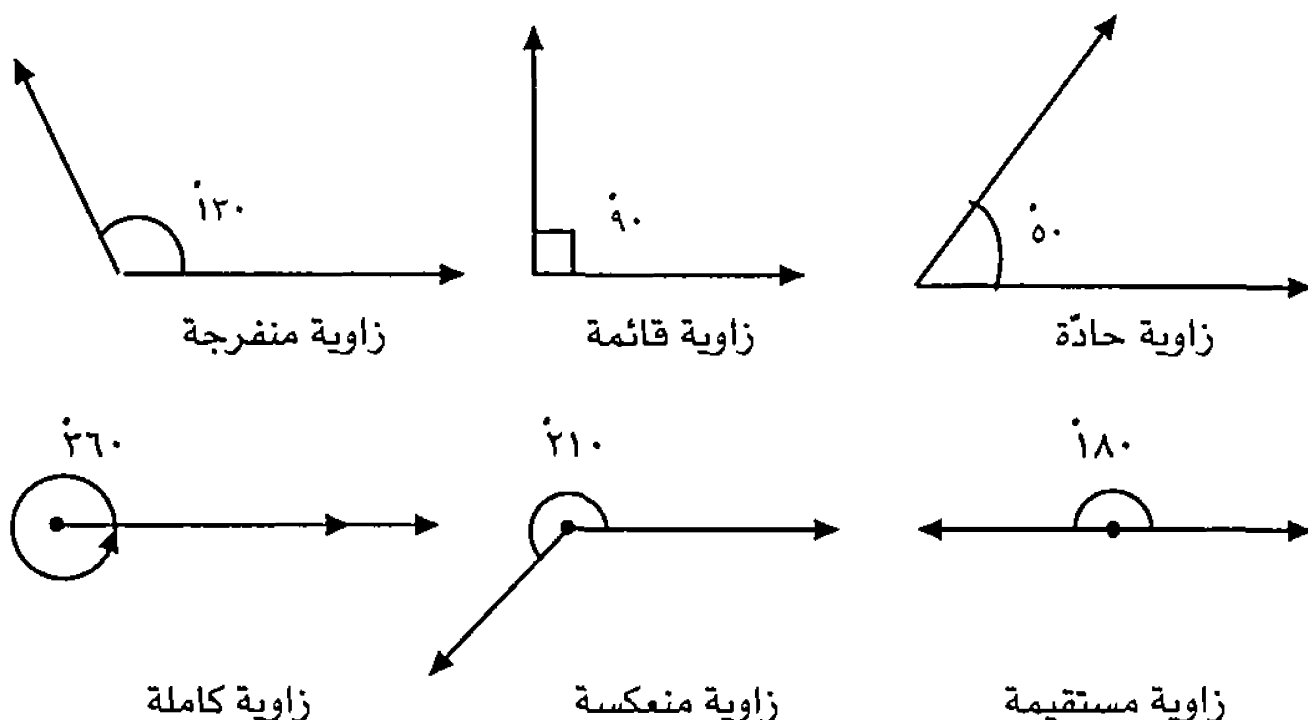 ٥٠°
٩٠°
١٢٠°
زاوية حادّة
زاوية قائمة
زاوية منفرجة
١٨٠°
٢١٠°
٣٦٠°
زاوية مستقيمة
زاوية منعكسة
زاوية كاملة